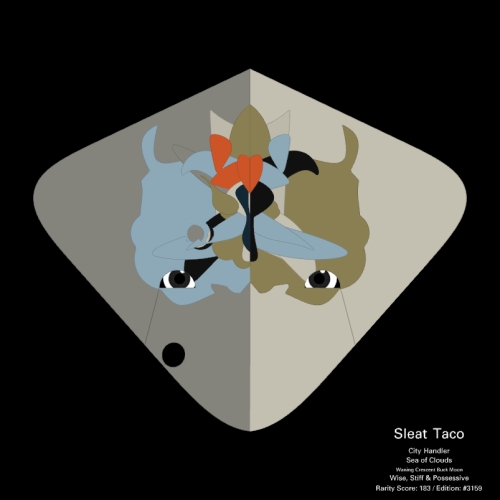 Sleat Taco
City Handler
Sea of Clouds
Waning Crescent Buck Moon
Wise, Stiff & Possessive
Rarity Score: 183 / Edition: #3159